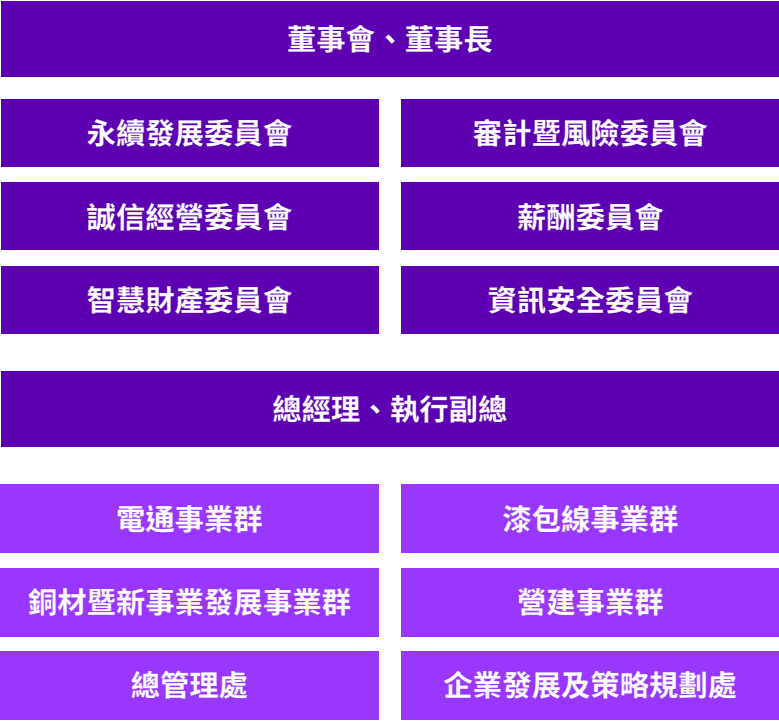 董事會、董事長
永續發展委員會
審計暨風險委員會
誠信經營委員會
薪酬委員會
智慧財產委員會
資訊安全委員會
總經理、執行副總
電通事業群
漆包線事業群
銅材暨新事業發展事業群
營建事業群
總管理處
企業發展及策略規劃處